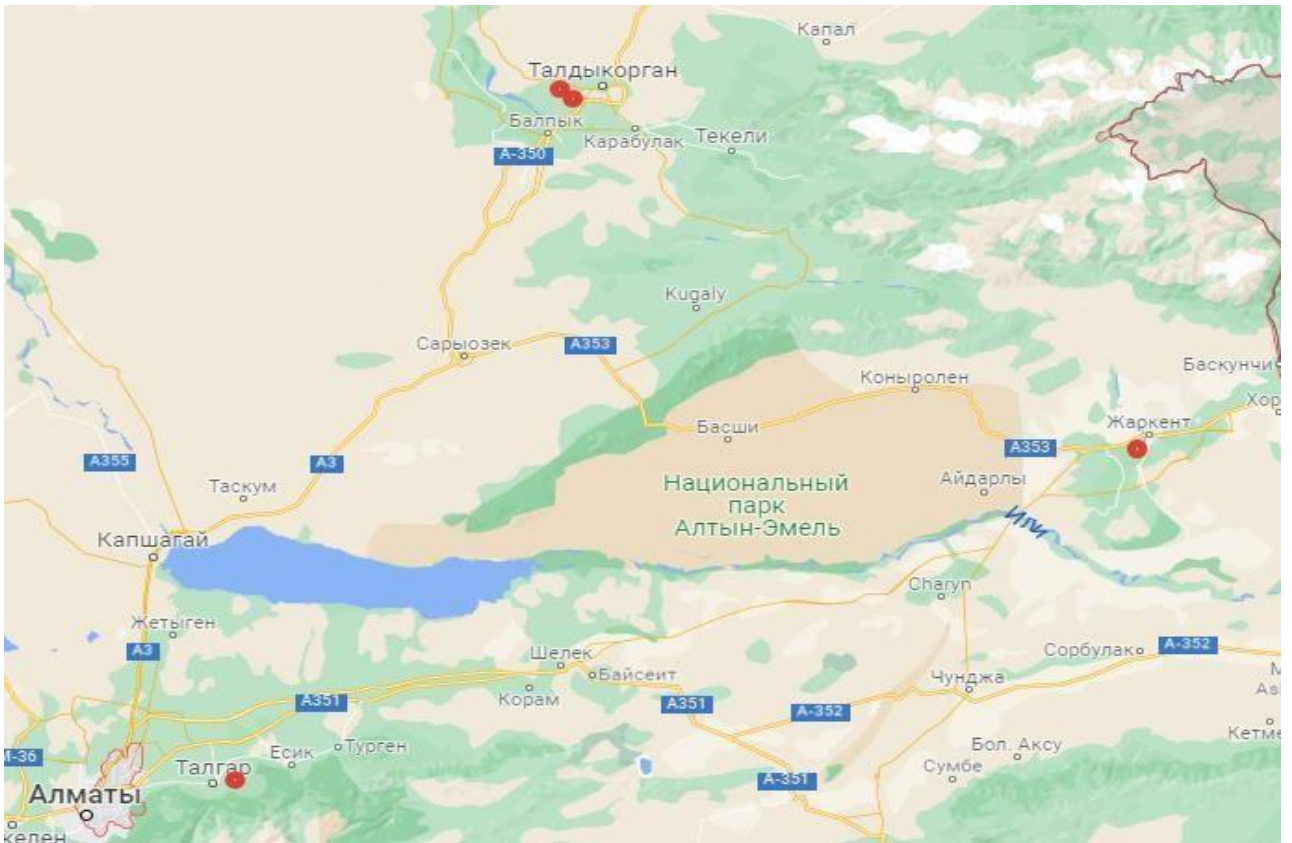 Капал
Талдыкорган
Балпык
Карабулак
Текели
А-350
Kugaly
Сарыозек
А353
Баскунчи
Коныролен
Хор
Басши
Жаркент
А355
А3
А353
Таскум
Национальный
парк
Алтын-Эмель
Айдарлы
Или
Капшагай
Charyn
Жетыген
А3
Шелек
Байсеит
Сорбулак
А-352
Корам
Чунджа
А351
А351
А-352
Кетме
М-36
Есик
Турген
Бол. Аксу
Талгар
Сумбе
А-351
Алматы
келен